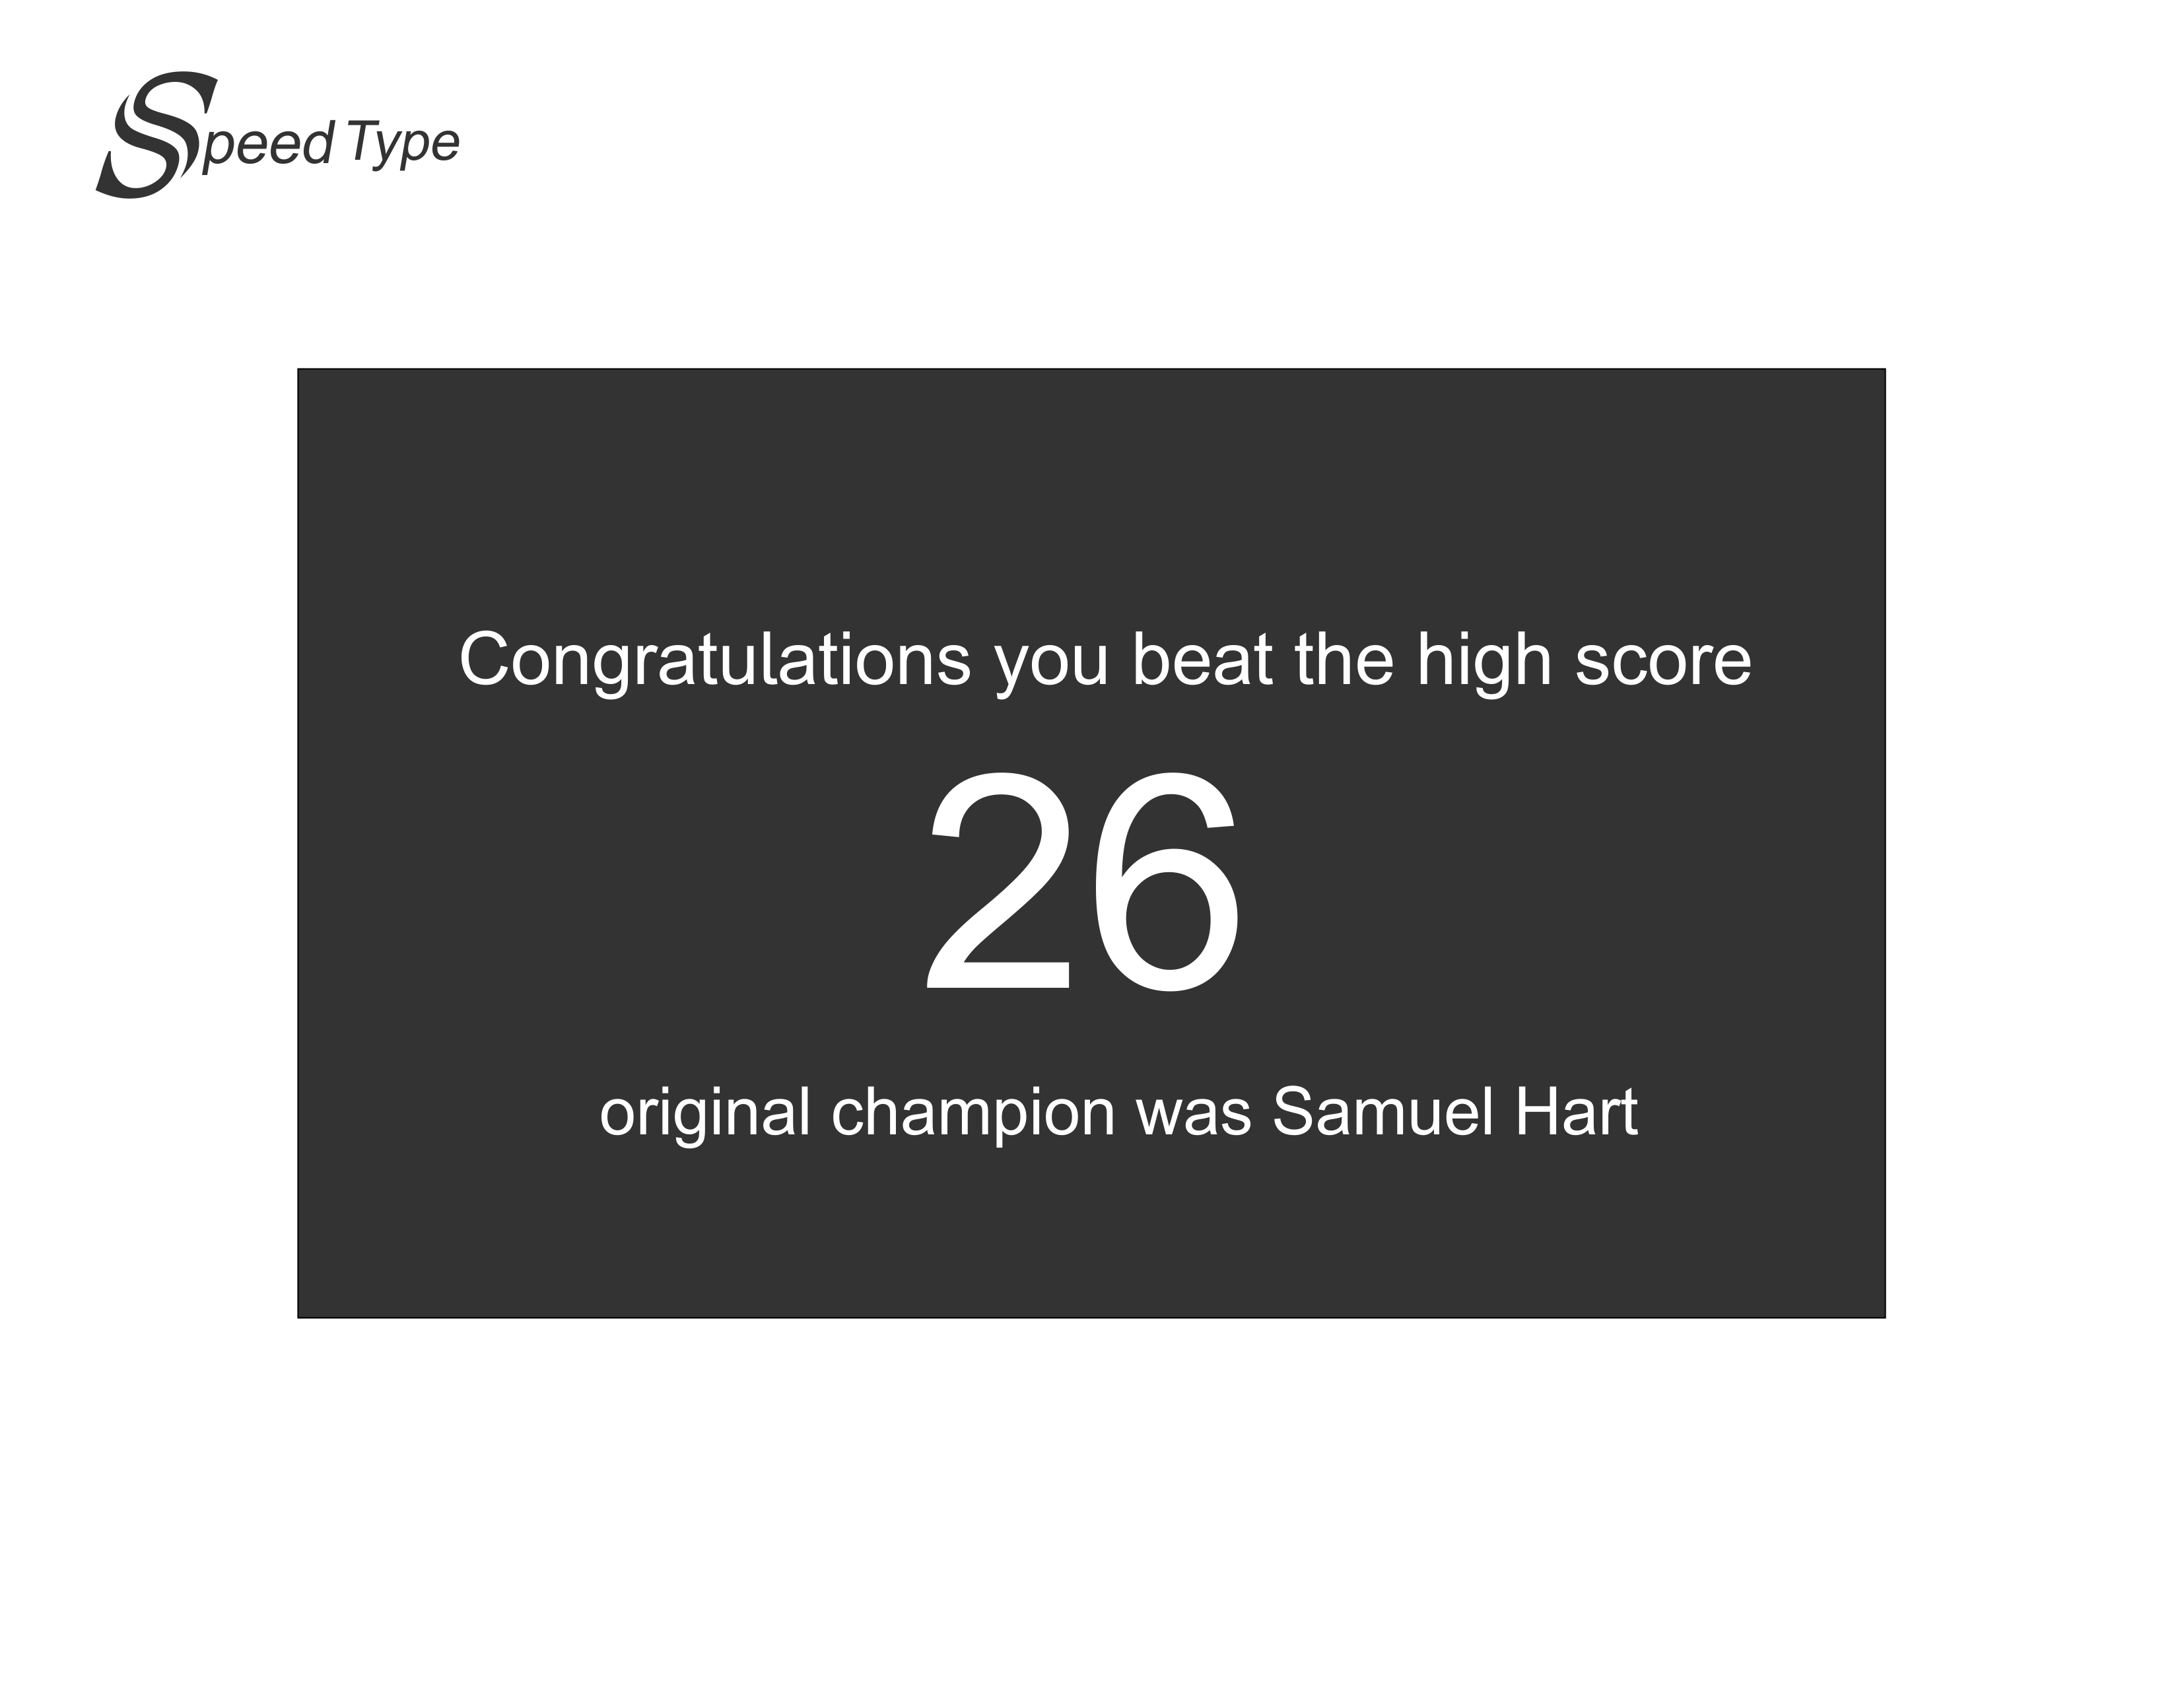 Speed Type
Congratulations you beat the high score
26
original champion was Samuel Hart